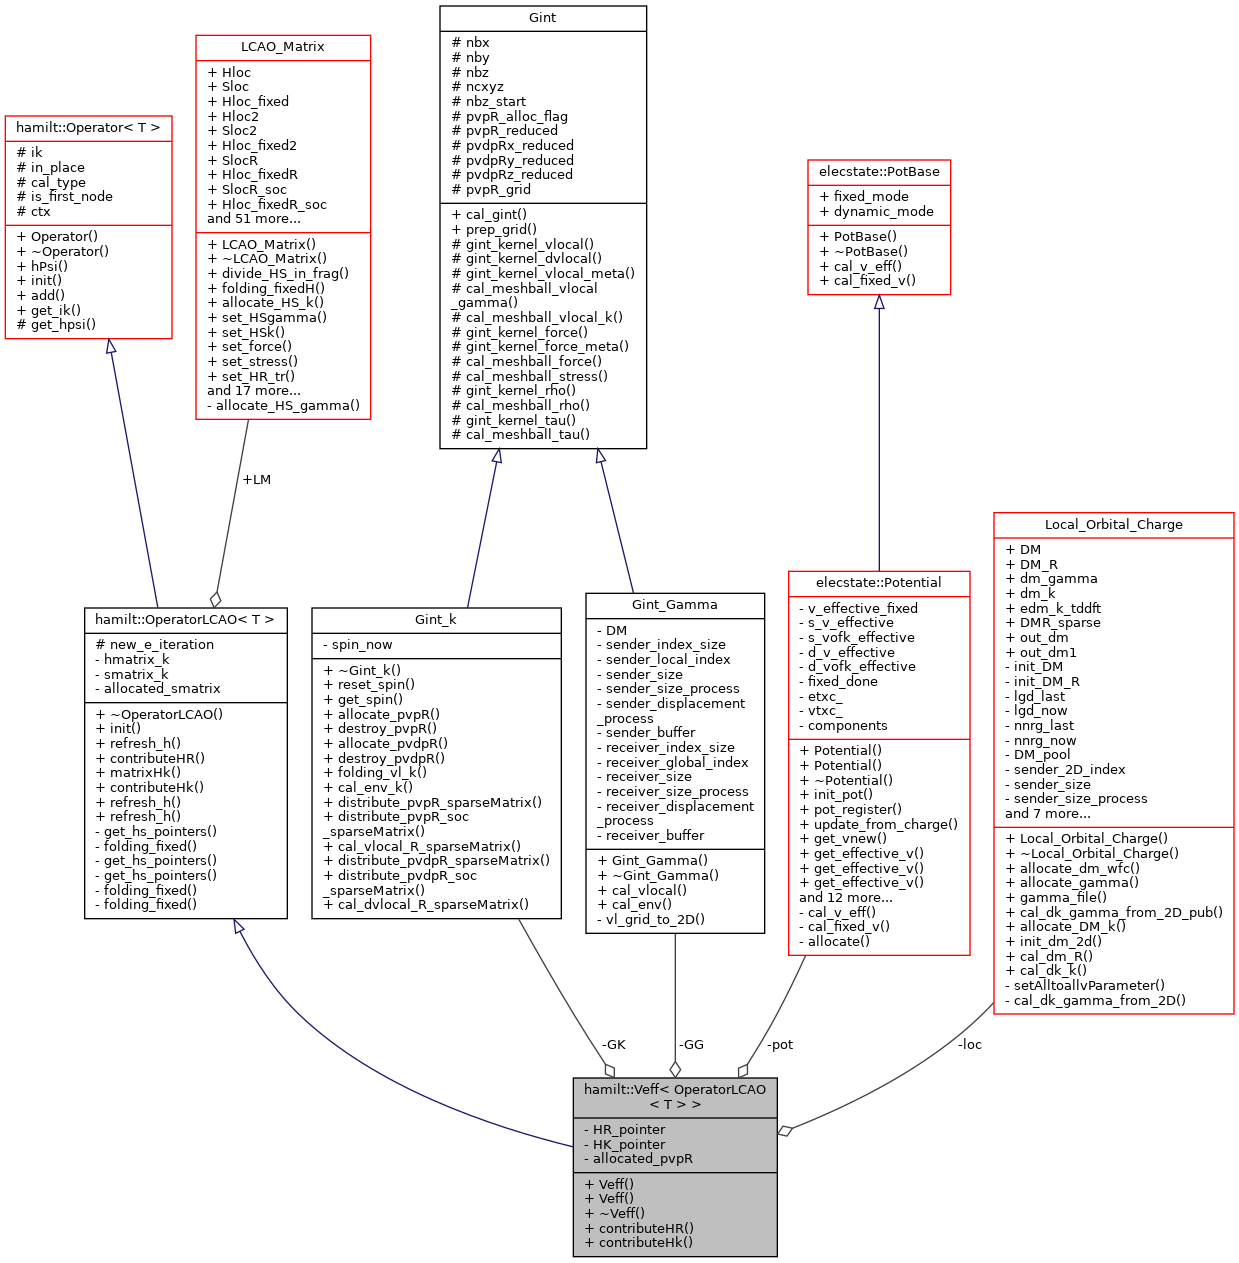 Gint
# nbx
# nby
# nbz
# ncxyz
# nbz_start
# pvpR_alloc_flag
# pvpR_reduced
# pvdpRx_reduced
# pvdpRy_reduced
# pvdpRz_reduced
# pvpR_grid
+ cal_gint()
+ prep_grid()
# gint_kernel_vlocal()
# gint_kernel_dvlocal()
# gint_kernel_vlocal_meta()
# cal_meshball_vlocal
_gamma()
# cal_meshball_vlocal_k()
# gint_kernel_force()
# gint_kernel_force_meta()
# cal_meshball_force()
# cal_meshball_stress()
# gint_kernel_rho()
# cal_meshball_rho()
# gint_kernel_tau()
# cal_meshball_tau()
LCAO_Matrix
+ Hloc
+ Sloc
+ Hloc_fixed
+ Hloc2
+ Sloc2
+ Hloc_fixed2
+ SlocR
+ Hloc_fixedR
+ SlocR_soc
+ Hloc_fixedR_soc
and 51 more...
+ LCAO_Matrix()
+ ~LCAO_Matrix()
+ divide_HS_in_frag()
+ folding_fixedH()
+ allocate_HS_k()
+ set_HSgamma()
+ set_HSk()
+ set_force()
+ set_stress()
+ set_HR_tr()
and 17 more...
- allocate_HS_gamma()
hamilt::Operator< T >
# ik
# in_place
# cal_type
# is_first_node
# ctx
+ Operator()
+ ~Operator()
+ hPsi()
+ init()
+ add()
+ get_ik()
# get_hpsi()
elecstate::PotBase
+ fixed_mode
+ dynamic_mode
+ PotBase()
+ ~PotBase()
+ cal_v_eff()
+ cal_fixed_v()
+LM
hamilt::OperatorLCAO< T >
# new_e_iteration
- hmatrix_k
- smatrix_k
- allocated_smatrix
+ ~OperatorLCAO()
+ init()
+ refresh_h()
+ contributeHR()
+ matrixHk()
+ contributeHk()
+ refresh_h()
+ refresh_h()
- get_hs_pointers()
- folding_fixed()
- get_hs_pointers()
- get_hs_pointers()
- folding_fixed()
- folding_fixed()
Gint_k
- spin_now
+ ~Gint_k()
+ reset_spin()
+ get_spin()
+ allocate_pvpR()
+ destroy_pvpR()
+ allocate_pvdpR()
+ destroy_pvdpR()
+ folding_vl_k()
+ cal_env_k()
+ distribute_pvpR_sparseMatrix()
+ distribute_pvpR_soc
_sparseMatrix()
+ cal_vlocal_R_sparseMatrix()
+ distribute_pvdpR_sparseMatrix()
+ distribute_pvdpR_soc
_sparseMatrix()
+ cal_dvlocal_R_sparseMatrix()
Gint_Gamma
- DM
- sender_index_size
- sender_local_index
- sender_size
- sender_size_process
- sender_displacement
_process
- sender_buffer
- receiver_index_size
- receiver_global_index
- receiver_size
- receiver_size_process
- receiver_displacement
_process
- receiver_buffer
+ Gint_Gamma()
+ ~Gint_Gamma()
+ cal_vlocal()
+ cal_env()
- vl_grid_to_2D()
elecstate::Potential
- v_effective_fixed
- s_v_effective
- s_vofk_effective
- d_v_effective
- d_vofk_effective
- fixed_done
- etxc_
- vtxc_
- components
+ Potential()
+ Potential()
+ ~Potential()
+ init_pot()
+ pot_register()
+ update_from_charge()
+ get_vnew()
+ get_effective_v()
+ get_effective_v()
+ get_effective_v()
and 12 more...
- cal_v_eff()
- cal_fixed_v()
- allocate()
Local_Orbital_Charge
+ DM
+ DM_R
+ dm_gamma
+ dm_k
+ edm_k_tddft
+ DMR_sparse
+ out_dm
+ out_dm1
- init_DM
- init_DM_R
- lgd_last
- lgd_now
- nnrg_last
- nnrg_now
- DM_pool
- sender_2D_index
- sender_size
- sender_size_process
and 7 more...
+ Local_Orbital_Charge()
+ ~Local_Orbital_Charge()
+ allocate_dm_wfc()
+ allocate_gamma()
+ gamma_file()
+ cal_dk_gamma_from_2D_pub()
+ allocate_DM_k()
+ init_dm_2d()
+ cal_dm_R()
+ cal_dk_k()
- setAlltoallvParameter()
- cal_dk_gamma_from_2D()
-GK
-GG
-pot
-loc
hamilt::Veff< OperatorLCAO
< T > >
- HR_pointer
- HK_pointer
- allocated_pvpR
+ Veff()
+ Veff()
+ ~Veff()
+ contributeHR()
+ contributeHk()